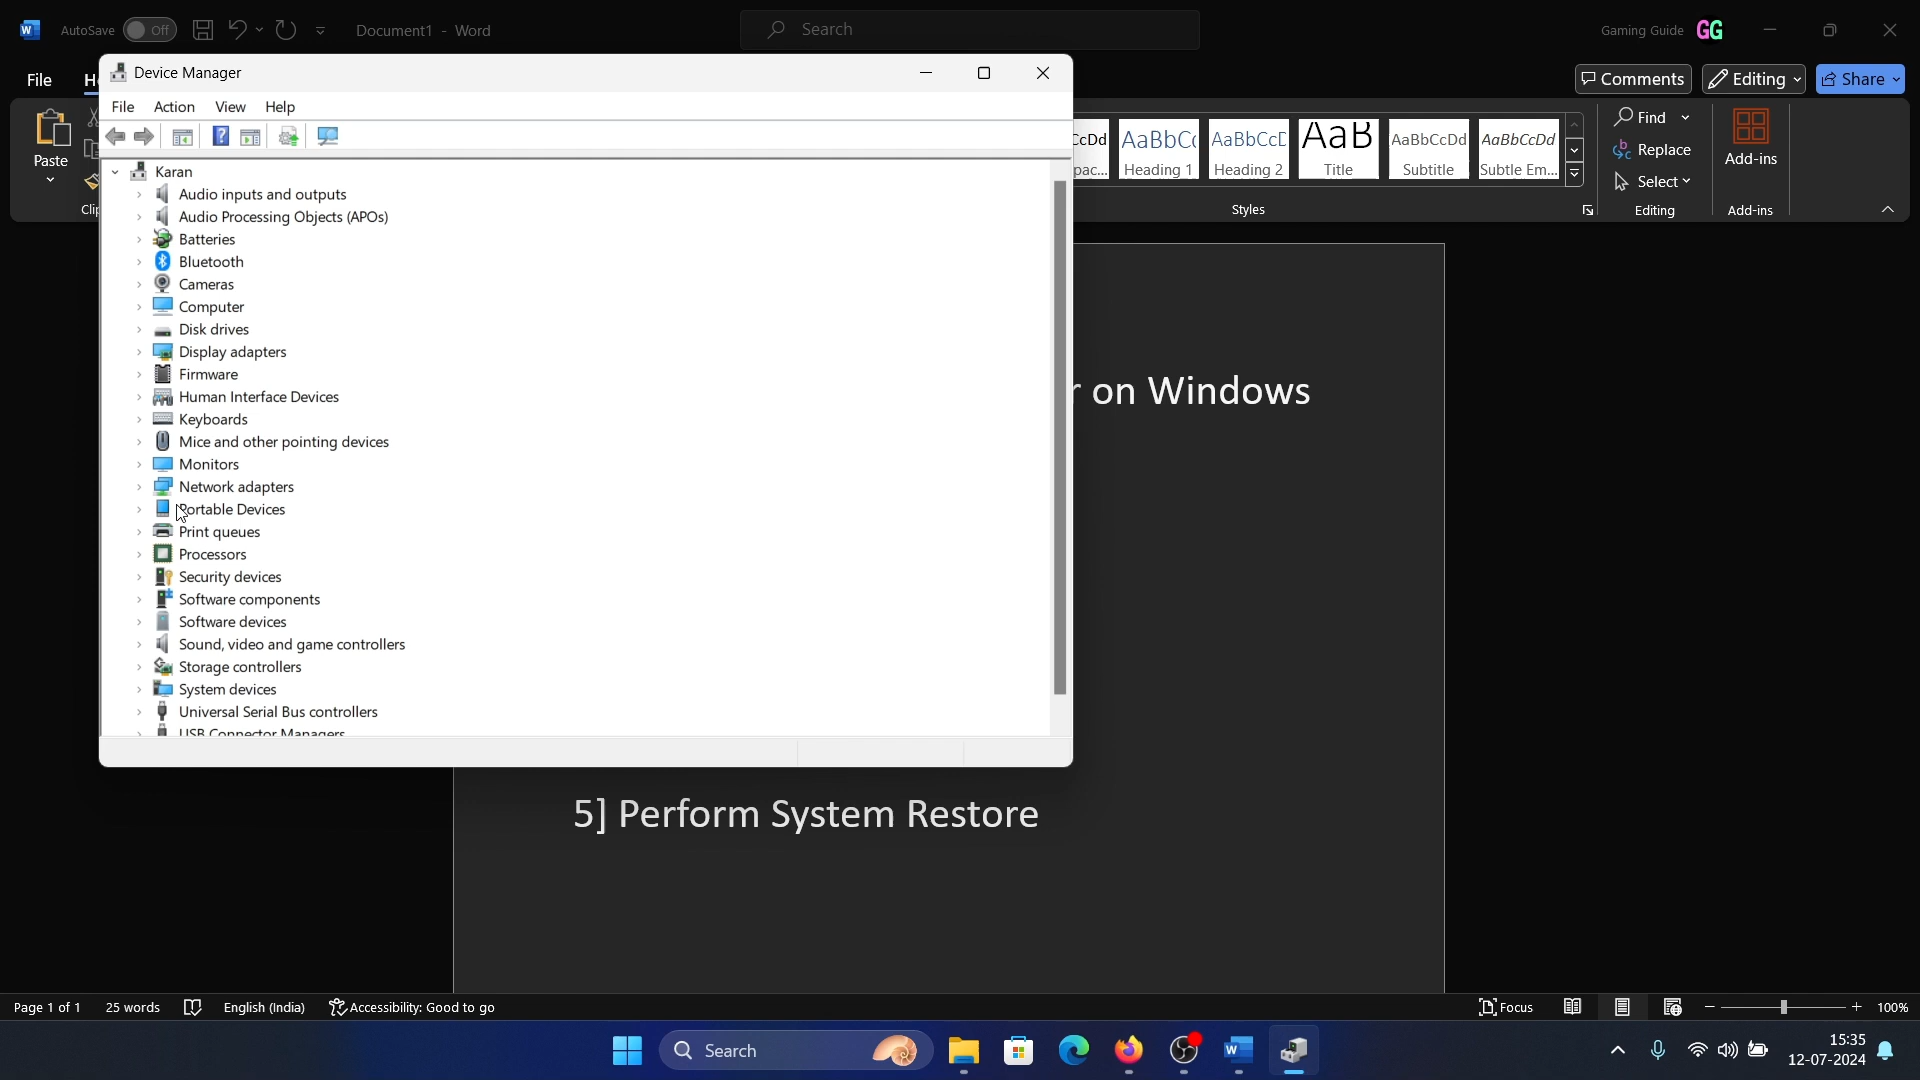 W AutoSave Off Document1 - Word Search Gaming Guide GG
File Comments Editing Share
Device Manager
File Action View Help
Paste
Karan
Audio inputs and outputs
Audio Processing Objects (APOs)
Batteries
Bluetooth
Cameras
Computer
Disk drives
Display adapters
Firmware
Human Interface Devices
Keyboards
Mice and other pointing devices
Monitors
Network adapters
Portable Devices
Print queues
Processors
Security devices
Software components
Software devices
Sound, video and game controllers
Storage controllers
System devices
Universal Serial Bus controllers
USB Connector Managers
CcDd AaBbCc AaBbCcD AaB AaBbCcDd AaBbCcDd
pac... Heading 1 Heading 2 Title Subtitle Subtle Em...
Styles
Find
Replace
Select
Editing
Add-ins
Add-ins
on Windows
5] Perform System Restore
Page 1 of 1 25 words English (India) Accessibility: Good to go Focus 100%
Search
W
15:35
12-07-2024